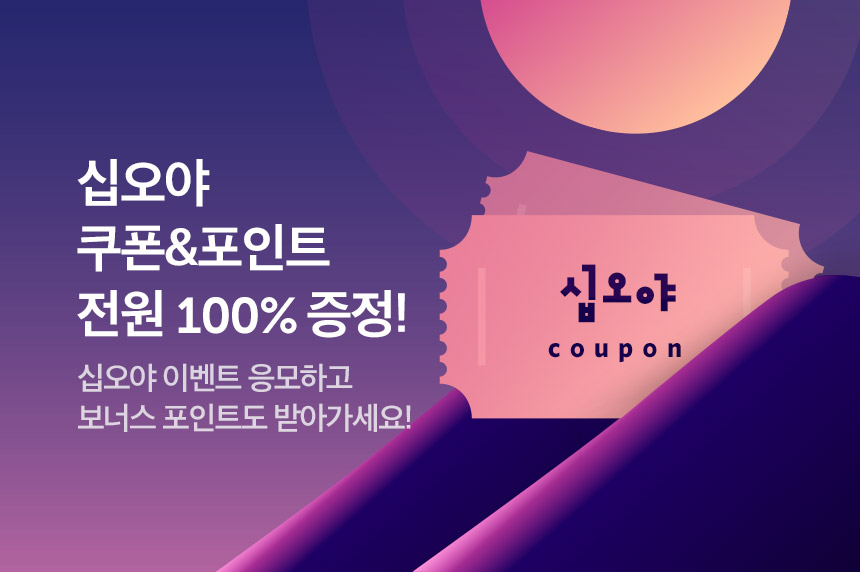 십오야
쿠폰&포인트
전원 100% 증정!
십오야 이벤트 응모하고
보너스 포인트도 받아가세요!
십오야
coupon